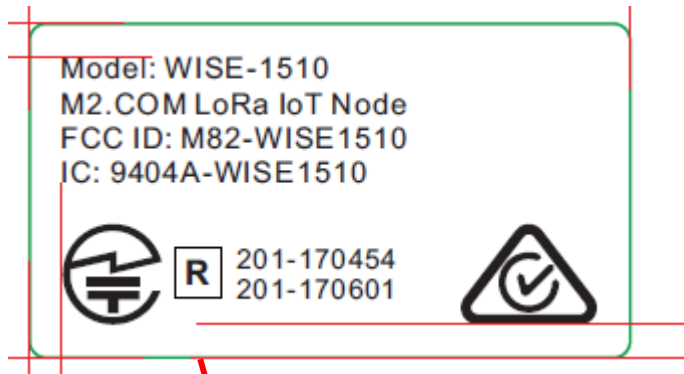 Model: WISE-1510
M2.COM LoRa IoT Node
FCC ID: M82-WISE1510
IC: 9404A-WISE1510
R 201-170454
201-170601